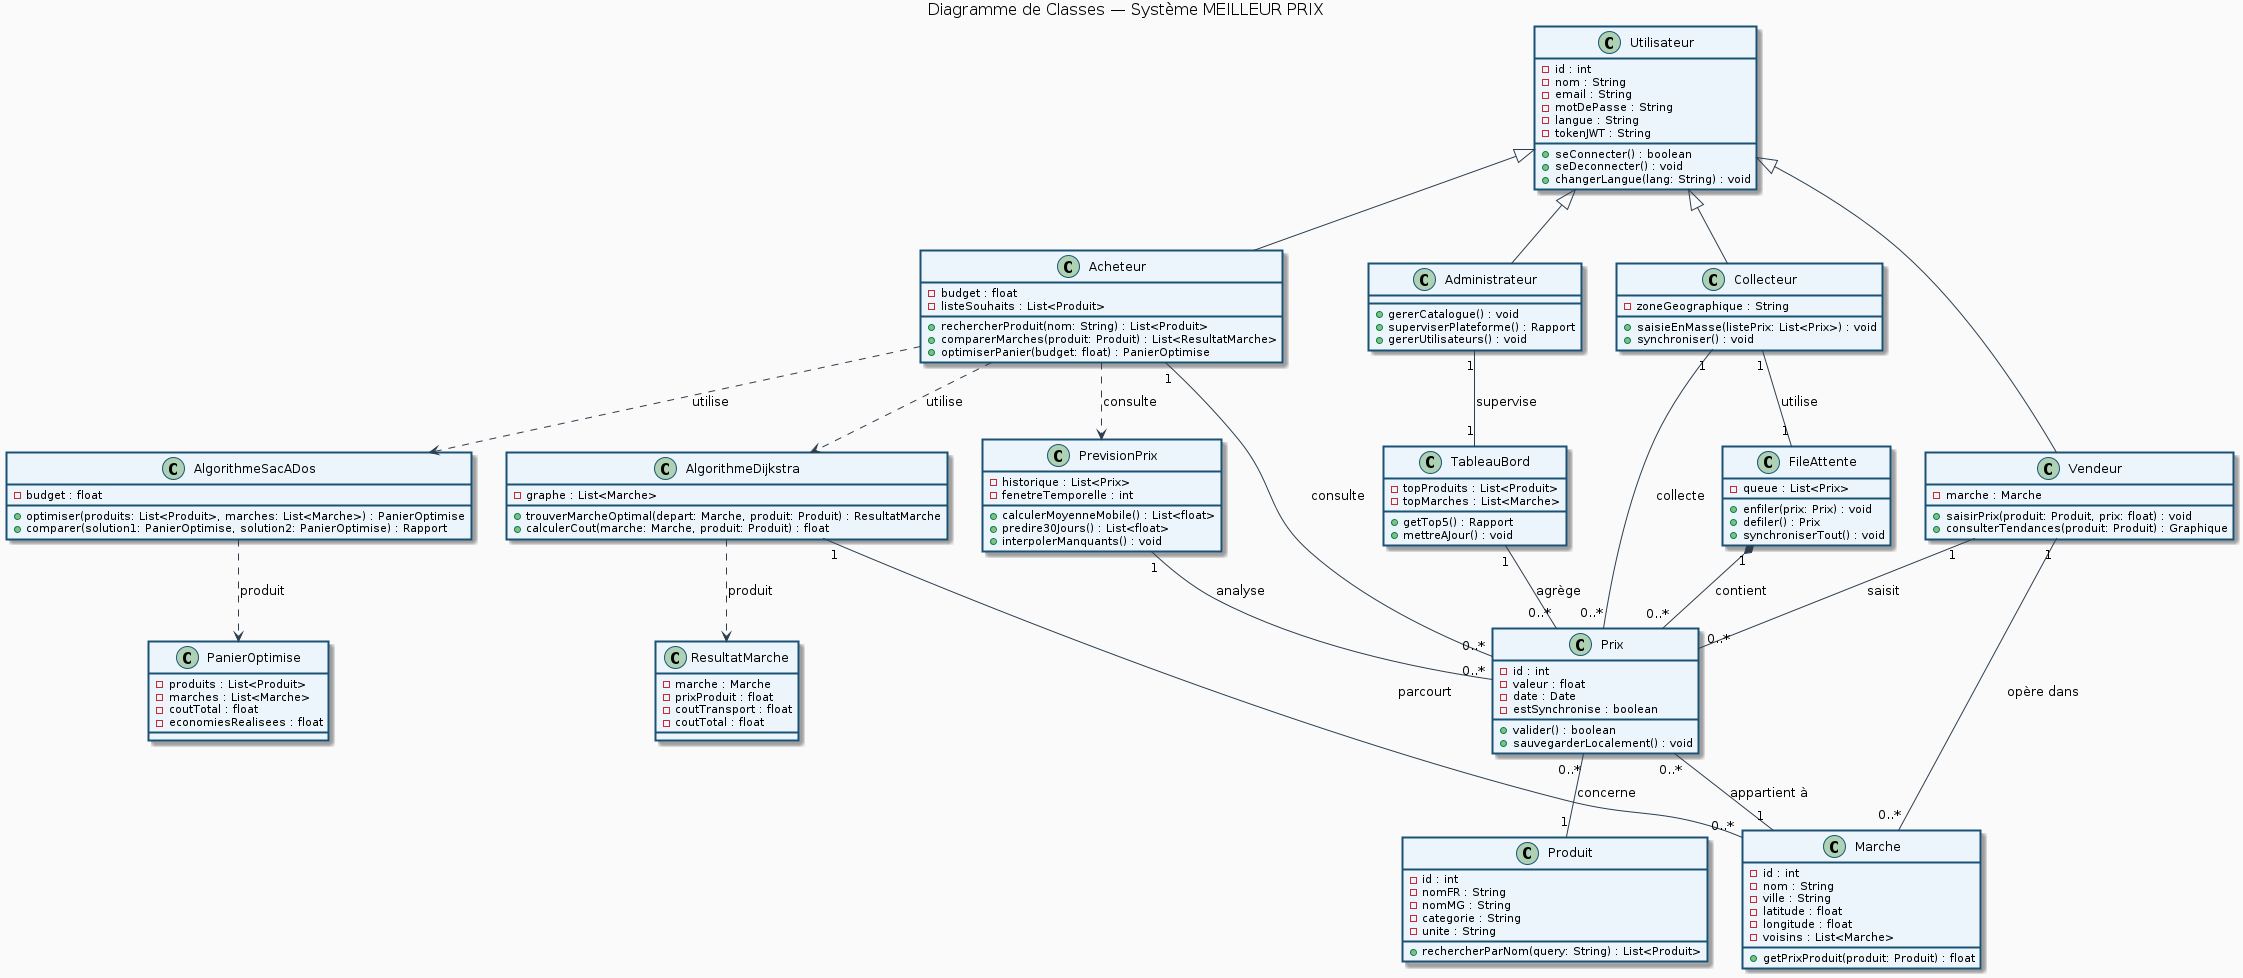 Diagramme de Classes — Système MEILLEUR PRIX
C Utilisateur
id : int
nom : String
email : String
motDePasse : String
langue : String
tokenJWT : String
seConnecter() : boolean
seDeconnecter() : void
changerLangue(lang: String) : void
C Acheteur
budget : float
listeSouhaits : List<Produit>
rechercherProduit(nom: String) : List<Produit>
comparerMarches(produit: Produit) : List<ResultatMarche>
optimiserPanier(budget: float) : PanierOptimise
C Administrateur
gererCatalogue() : void
superviserPlateforme() : Rapport
gererUtilisateurs() : void
C Collecteur
zoneGeographique : String
saisieEnMasse(listePrix: List<Prix>) : void
synchroniser() : void
1
1
1
1
utilise
utilise
consulte
supervise
utilise
1
1
C AlgorithmeSacADos
budget : float
optimiser(produits: List<Produit>, marches: List<Marche>) : PanierOptimise
comparer(solution1: PanierOptimise, solution2: PanierOptimise) : Rapport
C AlgorithmeDijkstra
graphe : List<Marche>
trouverMarcheOptimal(depart: Marche, produit: Produit) : ResultatMarche
calculerCout(marche: Marche, produit: Produit) : float
C PrevisionPrix
historique : List<Prix>
fenetreTemporelle : int
calculerMoyenneMobile() : List<float>
predire30Jours() : List<float>
interpolerManquants() : void
consulte
C TableauBord
topProduits : List<Produit>
topMarches : List<Marche>
getTop5() : Rapport
mettreAJour() : void
collecte
C FileAttente
queue : List<Prix>
enfiler(prix: Prix) : void
defiler() : Prix
synchroniserTout() : void
C Vendeur
marche : Marche
saisirPrix(produit: Produit, prix: float) : void
consulterTendances(produit: Produit) : Graphique
1
1
1
1
1
1
produit
produit
analyse
agrège
contient
saisit
0..*
0..*
0..*
0..*
0..*
0..*
C PanierOptimise
produits : List<Produit>
marches : List<Marche>
coutTotal : float
economiesRealisees : float
C ResultatMarche
marche : Marche
prixProduit : float
coutTransport : float
coutTotal : float
C Prix
id : int
valeur : float
date : Date
estSynchronise : boolean
valider() : boolean
sauvegarderLocalement() : void
parcourt
opère dans
0..*
0..*
concerne
appartient à
1
1
0..*
0..*
C Produit
id : int
nomFR : String
nomMG : String
categorie : String
unite : String
rechercherParNom(query: String) : List<Produit>
C Marche
id : int
nom : String
ville : String
latitude : float
longitude : float
voisins : List<Marche>
getPrixProduit(produit: Produit) : float